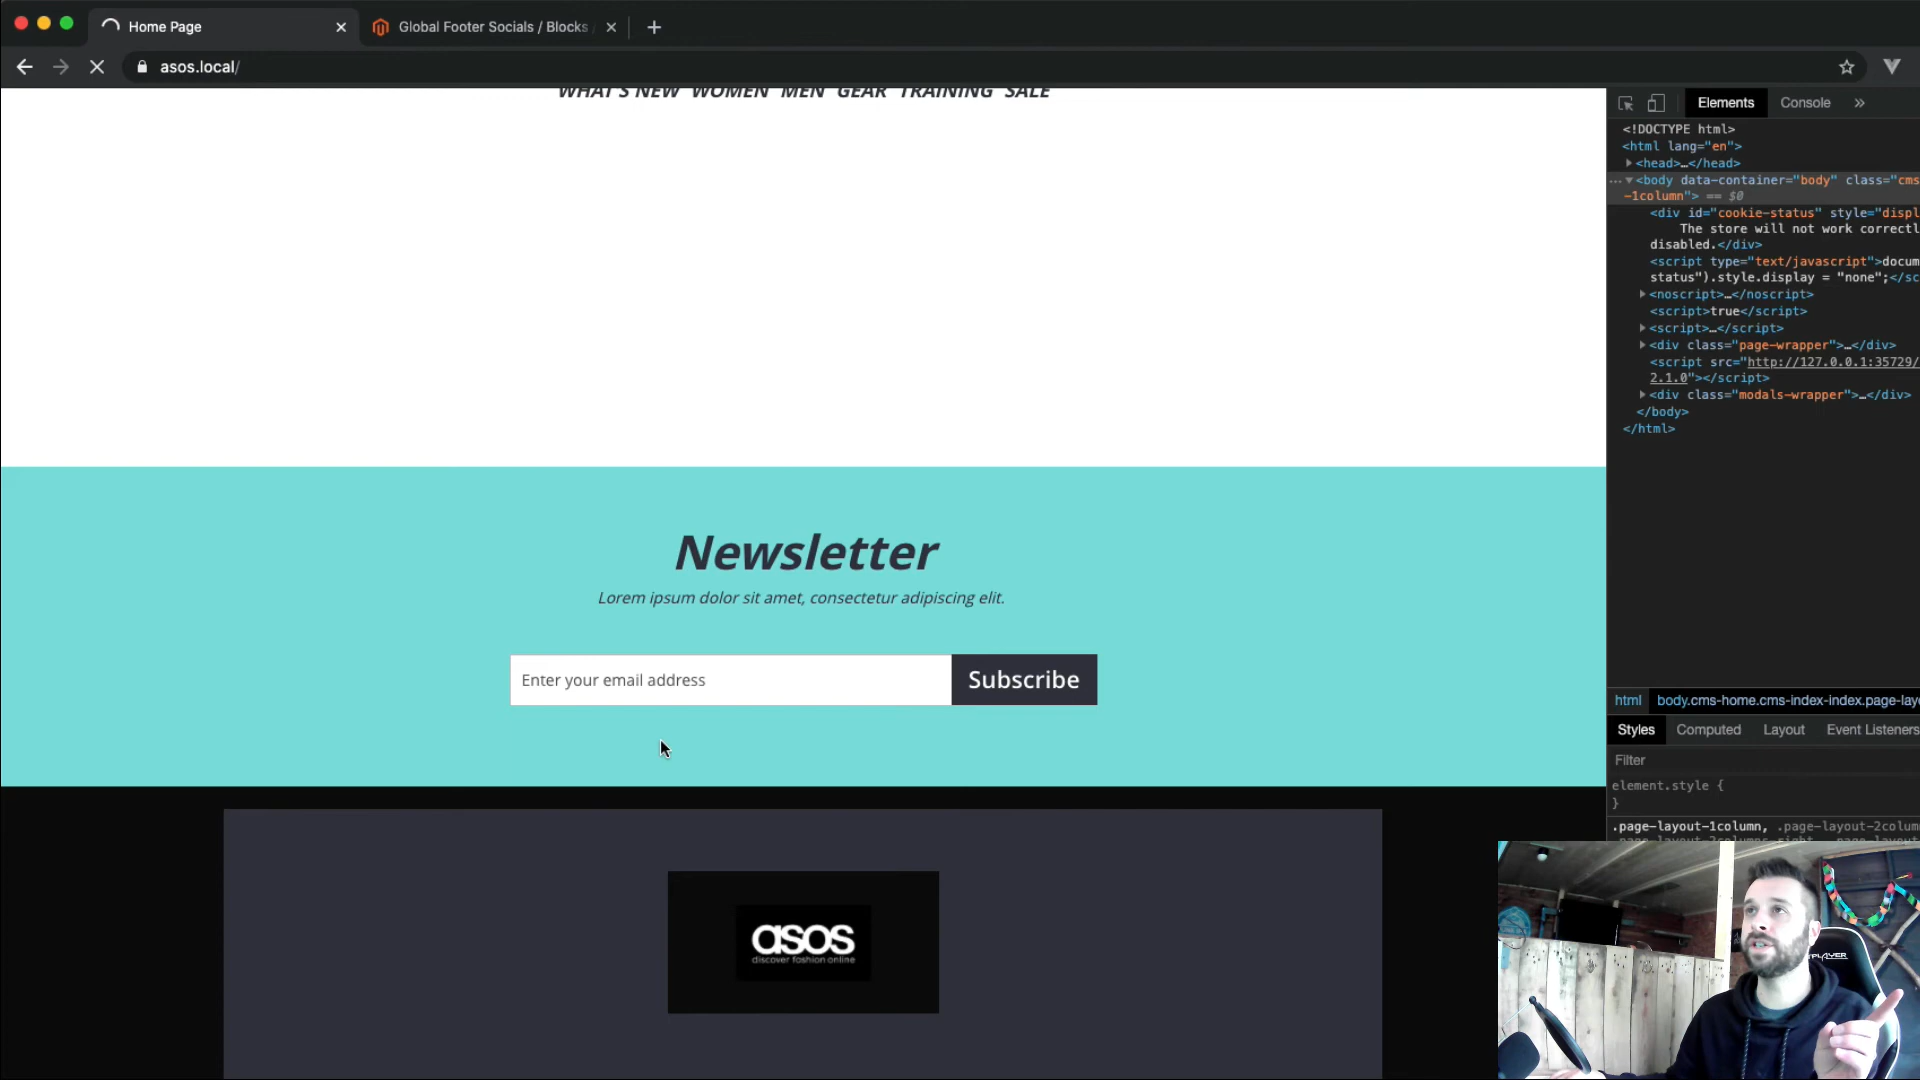 Home Page
Global Footer Socials / Blocks
asos.local/
WHAT'S NEW WOMEN MEN GEAR TRAINING SALE
Elements Console
<!DOCTYPE html>
<html lang="en">
<head>…</head>
<body data-container="body" class="cms
-1column"> == $0
<div id="cookie-status" style="displ
The store will not work correctl
disabled.</div>
<script type="text/javascript">docum
status").style.display = "none";</sc
<noscript>…</noscript>
<script>true</script>
<script>…</script>
<div class="page-wrapper">…</div>
<script src="http://127.0.0.1:35729/
2.1.0"></script>
<div class="modals-wrapper">…</div>
</body>
</html>
Newsletter
Lorem ipsum dolor sit amet, consectetur adipiscing elit.
Enter your email address
Subscribe
html body.cms-home.cms-index-index.page-lay
Styles Computed Layout Event Listeners
Filter
element.style {
}
.page-layout-1column, .page-layout-2column
asos
discover fashion online